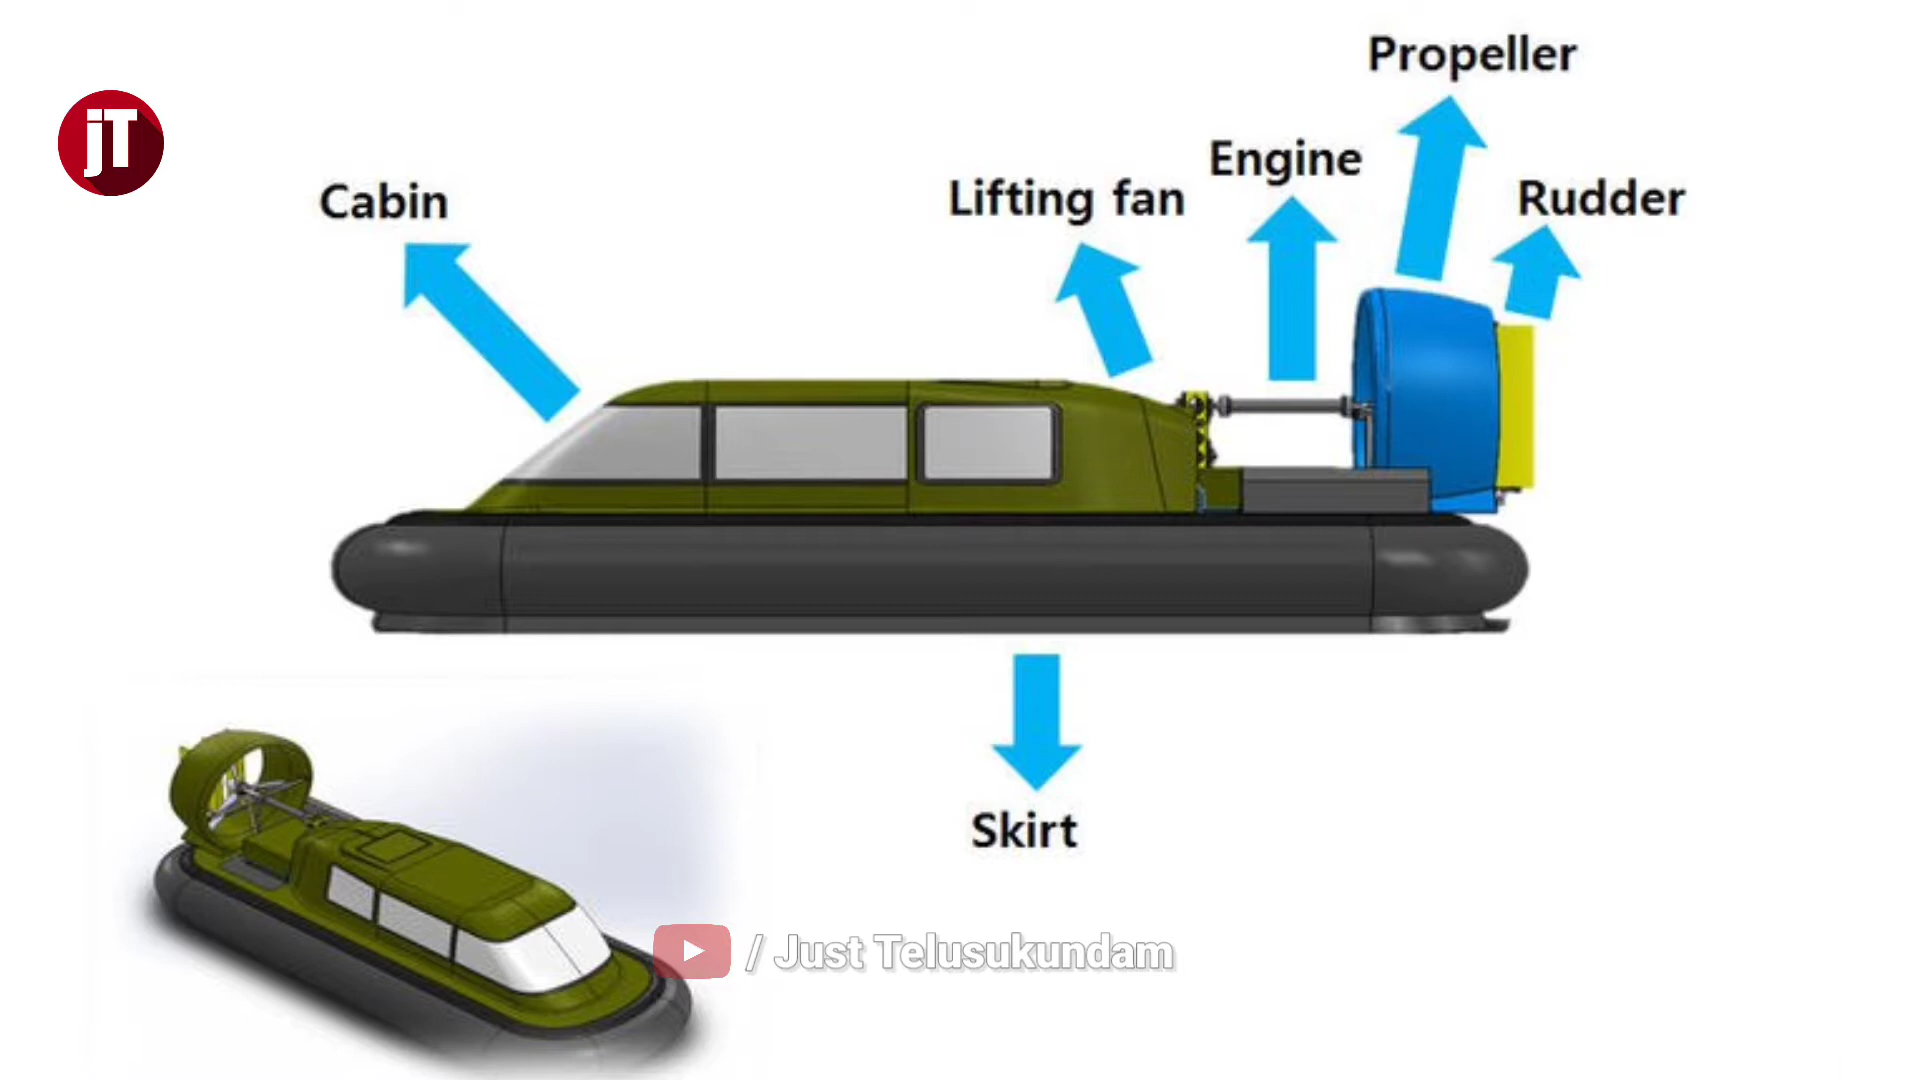 Propeller
jT
Engine
Cabin
Lifting fan
Rudder
Skirt
/ Just Telusukundam